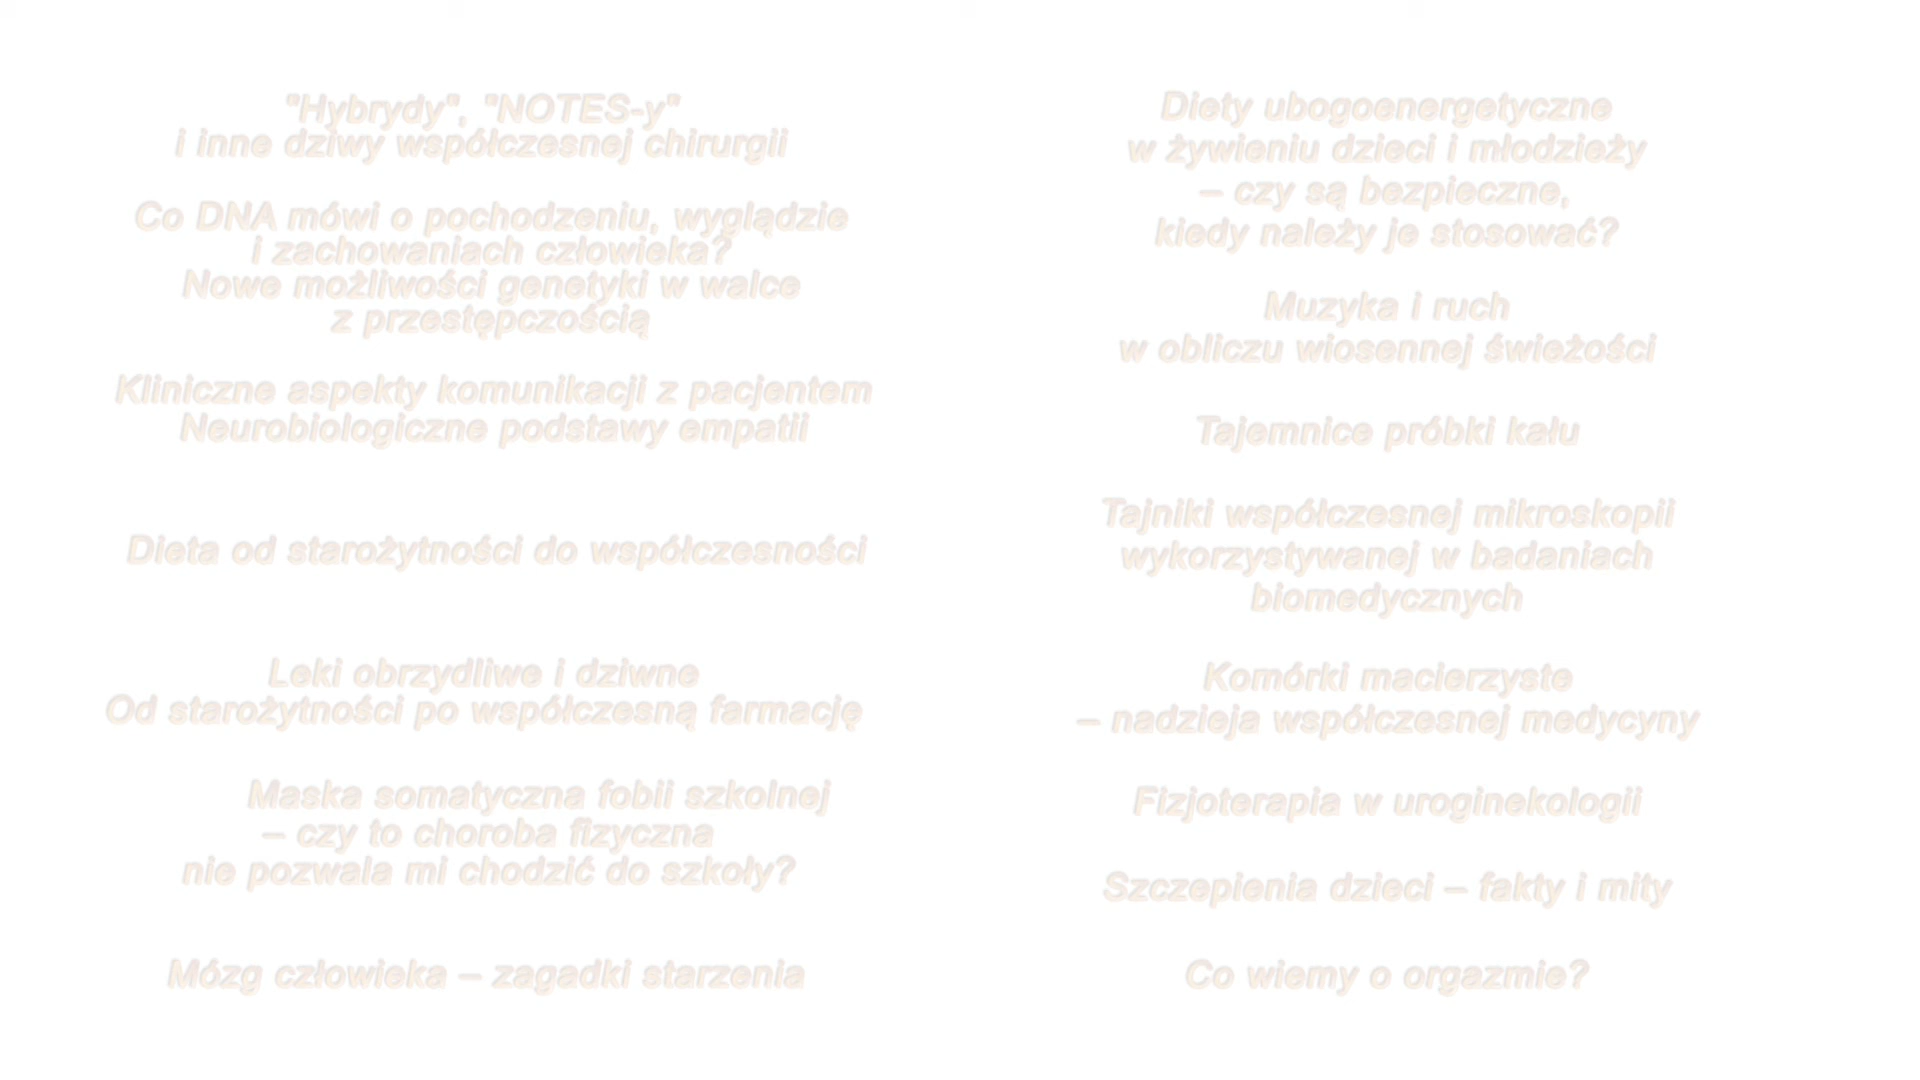 "Hybrydy", "NOTES-y"
i inne dziwy współczesnej chirurgii
Co DNA mówi o pochodzeniu, wyglądzie
i zachowaniach człowieka?
Nowe możliwości genetyki w walce
z przestępczością
Kliniczne aspekty komunikacji z pacjentem
Neurobiologiczne podstawy empatii
Dieta od starożytności do współczesności
Leki obrzydliwe i dziwne
Od starożytności po współczesną farmację
Maska somatyczna fobii szkolnej
– czy to choroba fizyczna
nie pozwala mi chodzić do szkoły?
Mózg człowieka – zagadki starzenia
Diety ubogoenergetyczne
w żywieniu dzieci i młodzieży
– czy są bezpieczne,
kiedy należy je stosować?
Muzyka i ruch
w obliczu wiosennej świeżości
Tajemnice próbki kału
Tajniki współczesnej mikroskopii
wykorzystywanej w badaniach
biomedycznych
Komórki macierzyste
– nadzieja współczesnej medycyny
Fizjoterapia w uroginekologii
Szczepienia dzieci – fakty i mity
Co wiemy o orgazmie?